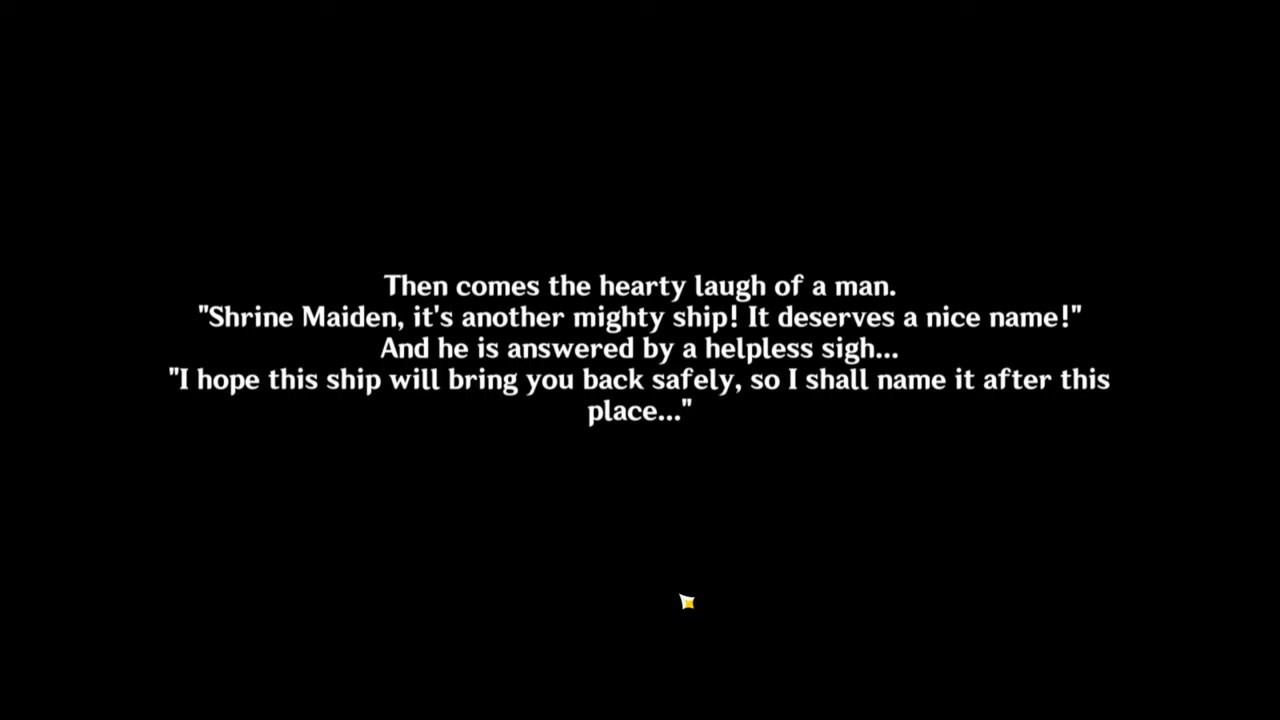 Then comes the hearty laugh of a man.
"Shrine Maiden, it's another mighty ship! It deserves a nice name!"
And he is answered by a helpless sigh...
"I hope this ship will bring you back safely, so I shall name it after this
place..."